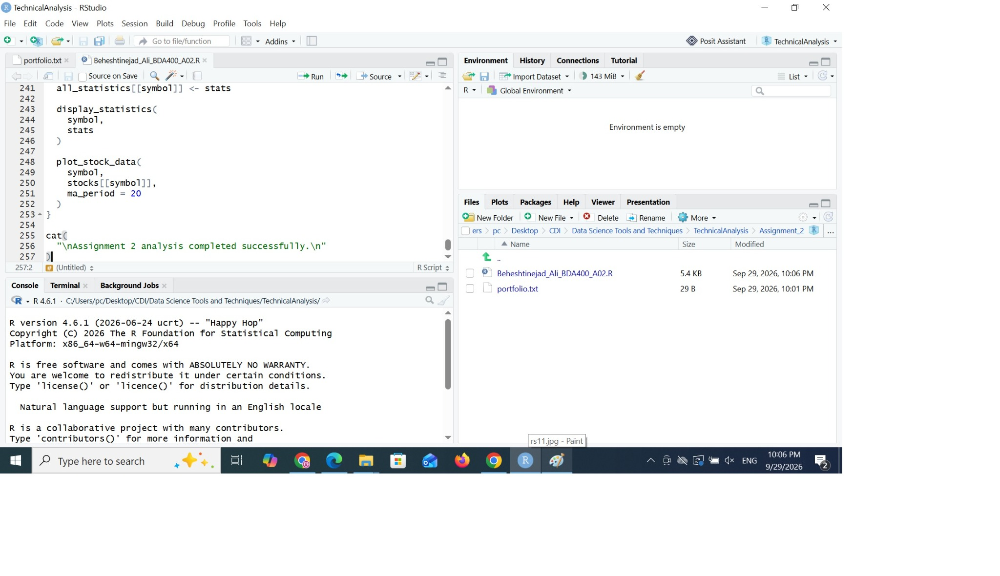 TechnicalAnalysis - RStudio
File Edit Code View Plots Session Build Debug Profile Tools Help
Go to file/function Addins Posit Assistant TechnicalAnalysis
portfolio.txt Beheshtinejad_Ali_BDA400_A02.R
Source on Save Run Source
241 all_statistics[[symbol]] <- stats
242
243 display_statistics(
244 symbol,
245 stats
246 )
247
248 plot_stock_data(
249 symbol,
250 stocks[[symbol]],
251 ma_period = 20
252 )
253 }
254
255 cat(
256 "\nAssignment 2 analysis completed successfully.\n"
257 )
257:2 # (Untitled) R Script
Console Terminal Background Jobs
R 4.6.1 · C:/Users/pc/Desktop/CDI/Data Science Tools and Techniques/TechnicalAnalysis/
R version 4.6.1 (2026-06-24 ucrt) -- "Happy Hop"
Copyright (C) 2026 The R Foundation for Statistical Computing
Platform: x86_64-w64-mingw32/x64
R is free software and comes with ABSOLUTELY NO WARRANTY.
You are welcome to redistribute it under certain conditions.
Type 'license()' or 'licence()' for distribution details.
Natural language support but running in an English locale
R is a collaborative project with many contributors.
Type 'contributors()' for more information and
Environment History Connections Tutorial
Import Dataset 143 MiB List
R Global Environment
Environment is empty
Files Plots Packages Help Viewer Presentation
New Folder New File Delete Rename More
ers pc Desktop CDI Data Science Tools and Techniques TechnicalAnalysis Assignment_2 ...
Name Size Modified
..
Beheshtinejad_Ali_BDA400_A02.R 5.4 KB Sep 29, 2026, 10:06 PM
portfolio.txt 29 B Sep 29, 2026, 10:01 PM
rs11.jpg - Paint
Type here to search ENG 10:06 PM
9/29/2026 2